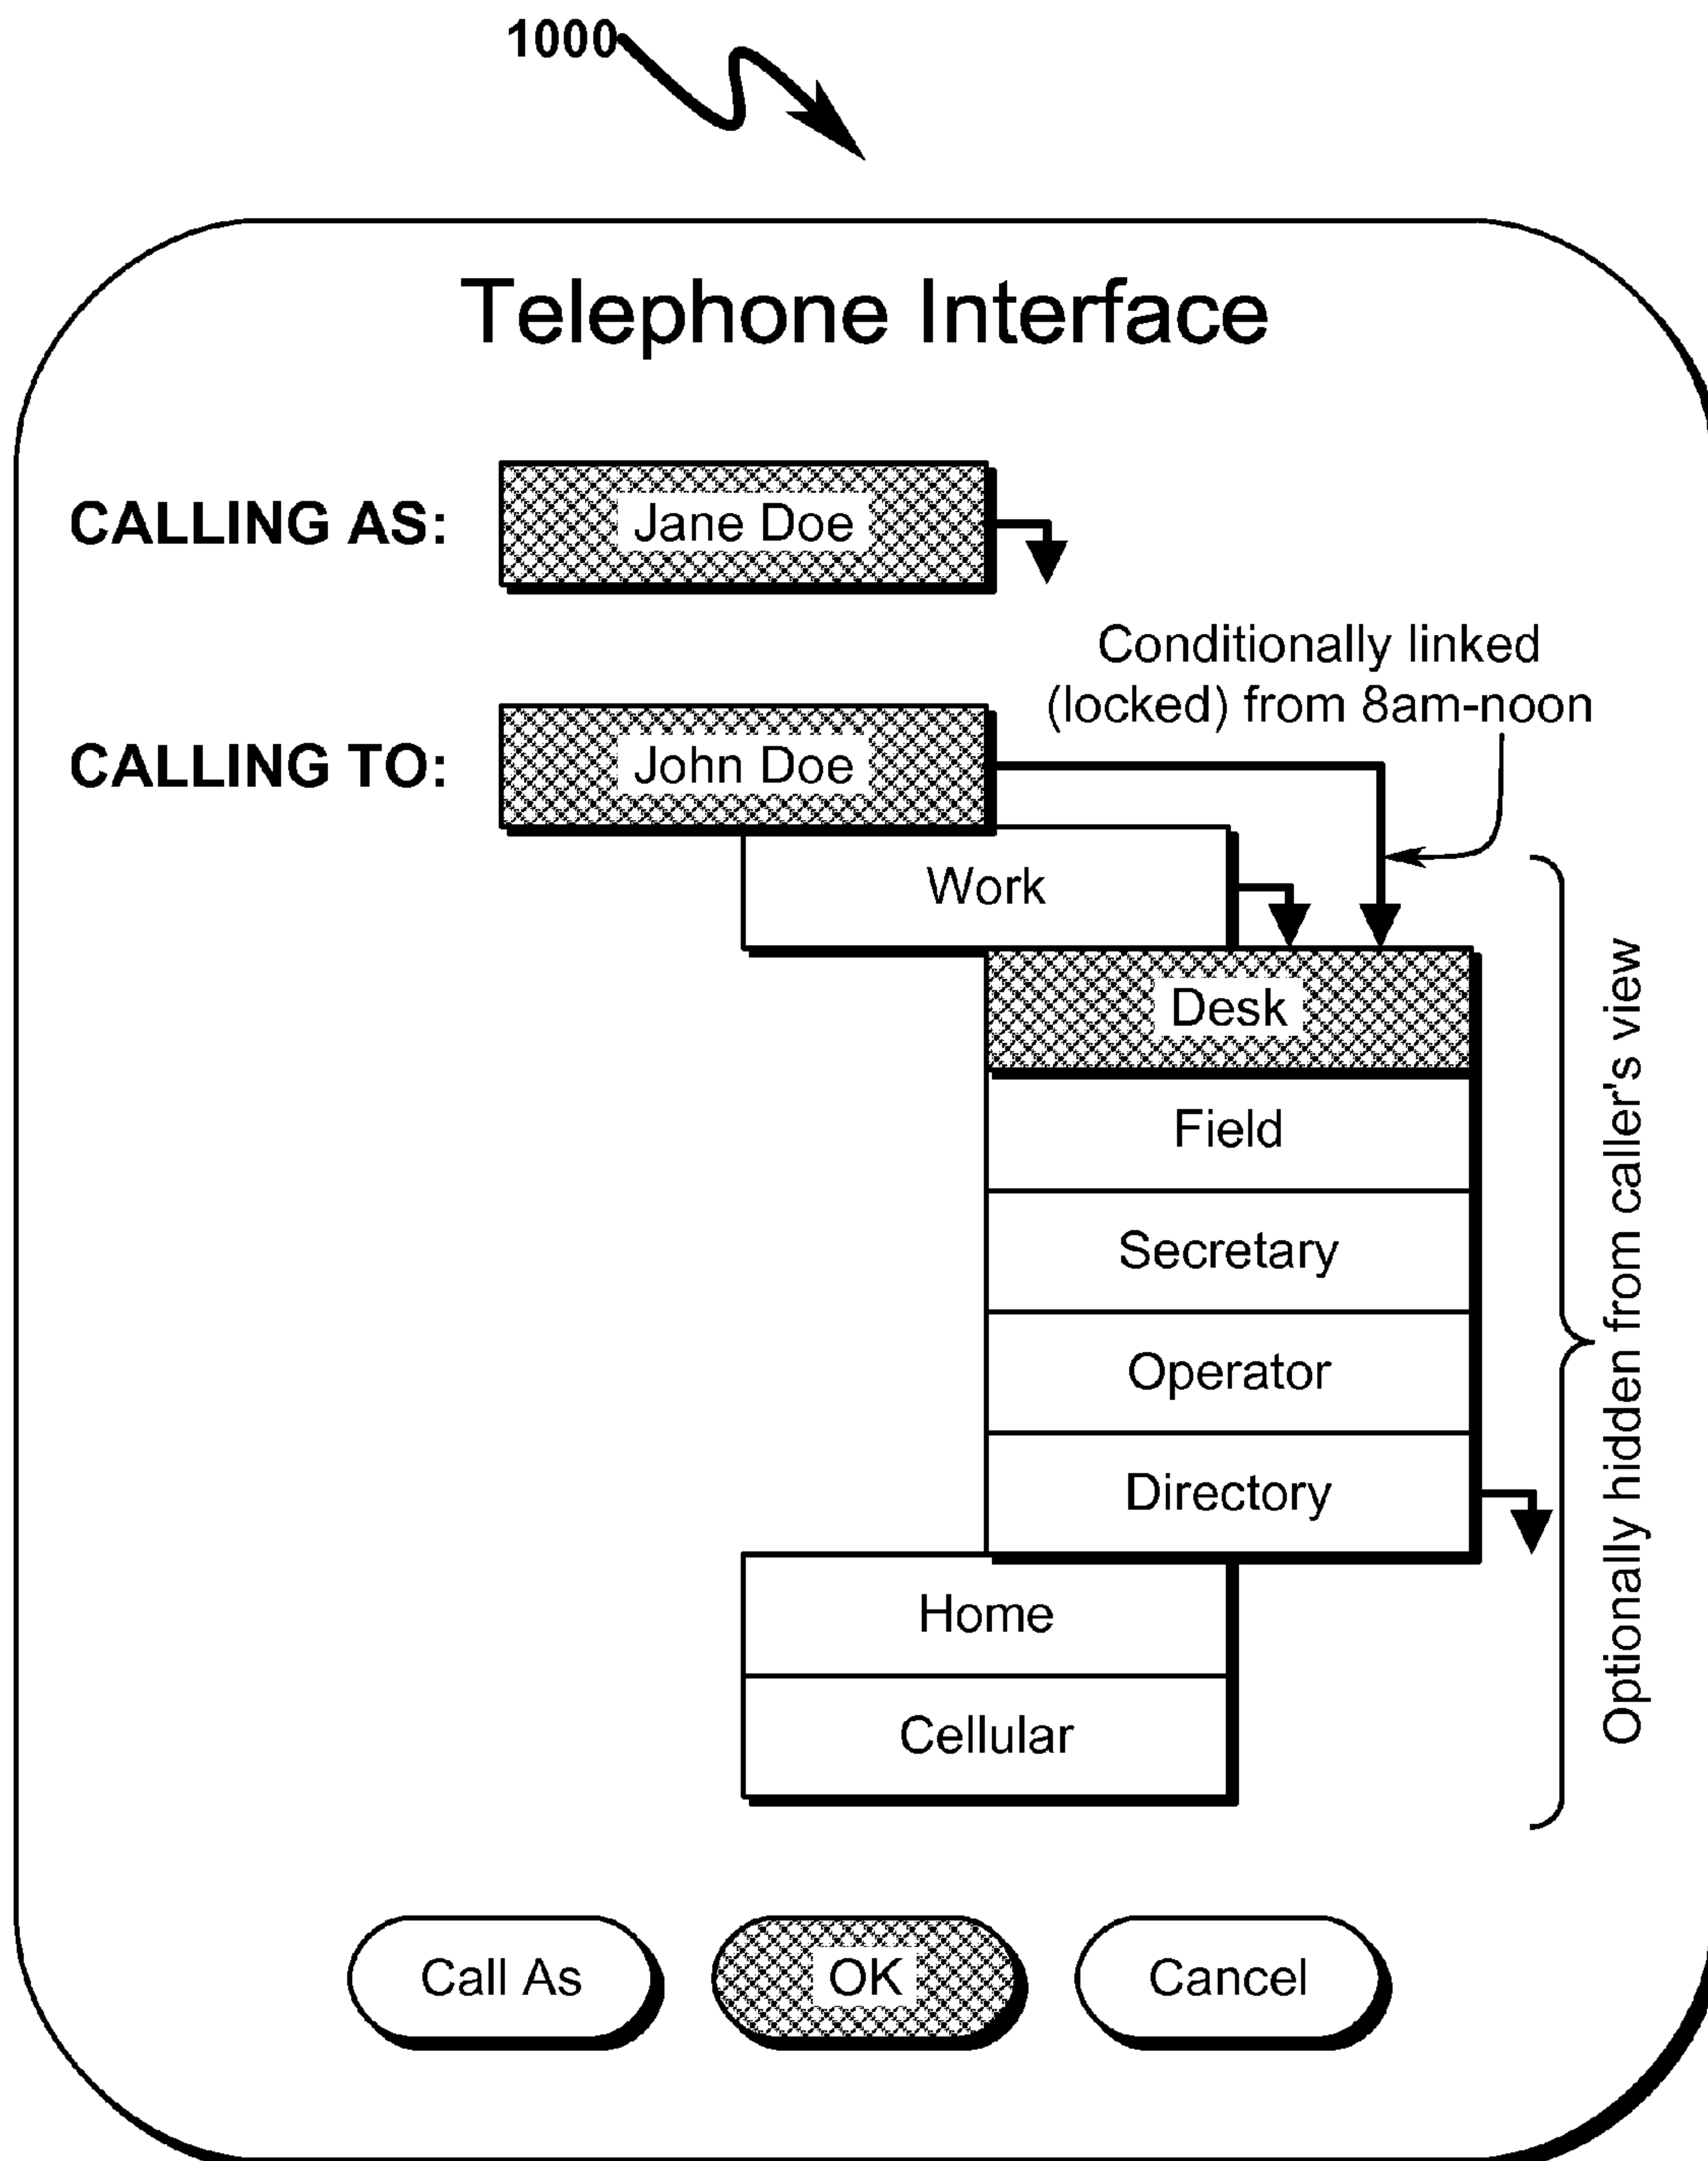 1000
Telephone Interface
CALLING AS:
Jane Doe
Conditionally linked
(locked) from 8am-noon
CALLING TO:
John Doe
Work
Desk
Field
Secretary
Operator
Directory
Home
Cellular
Optionally hidden from caller's view
Call As
OK
Cancel